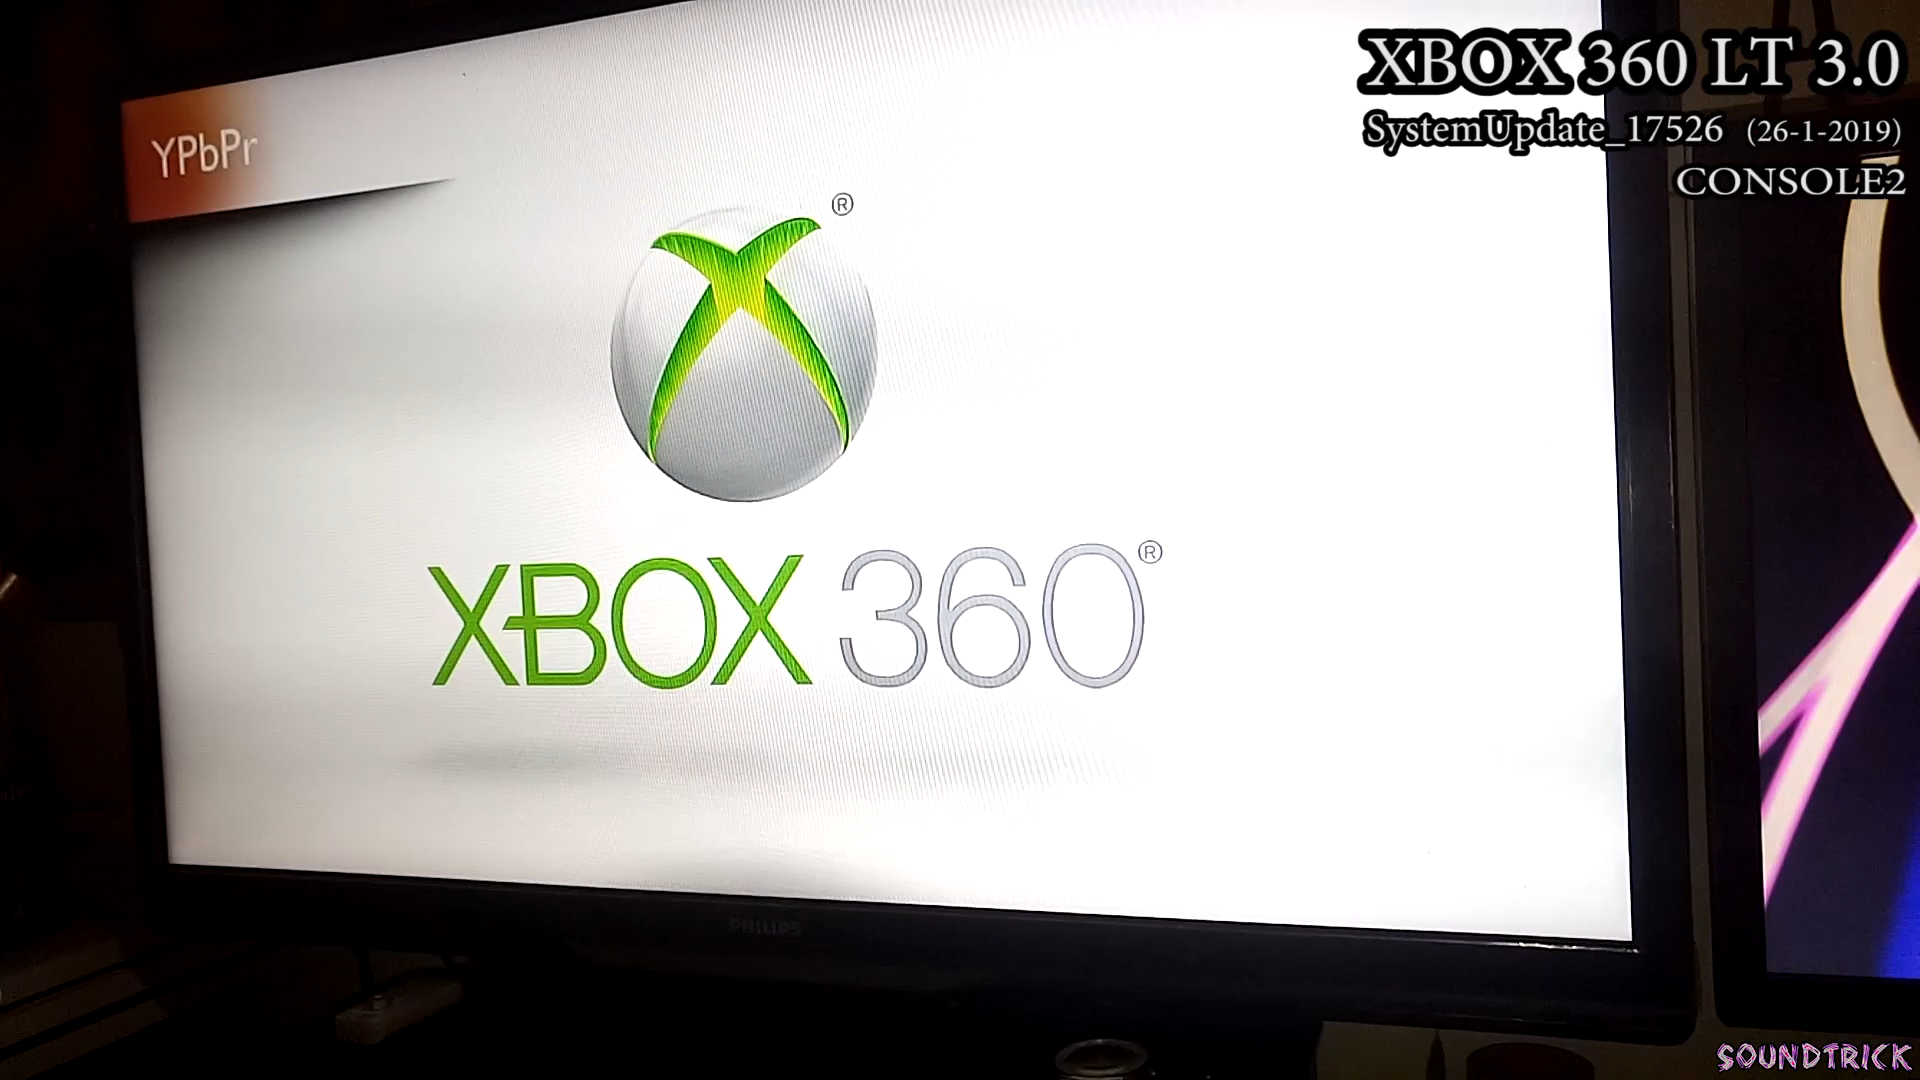 XBOX 360 LT 3.0
SystemUpdate_17526 (26-1-2019)
CONSOLE2
YPbPr
®
XBOX 360®
PHILIPS
SOUNDTRICK